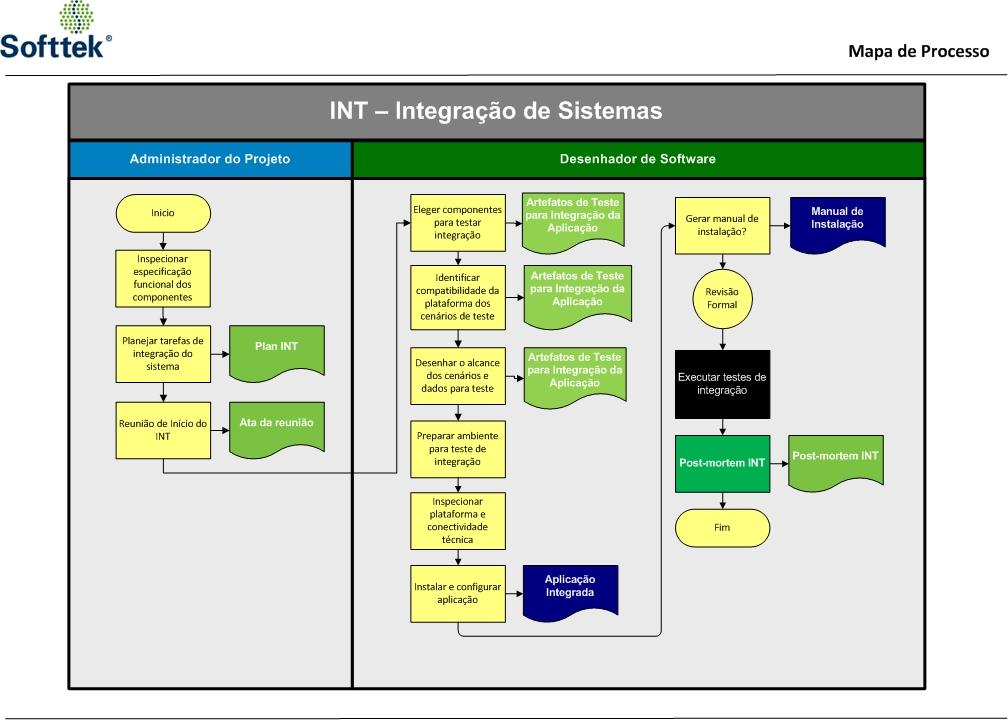 Softtek®
Mapa de Processo
INT – Integração de Sistemas
Administrador do Projeto
Desenhador de Software
Inicio
Inspecionar
especificação
funcional dos
componentes
Planejar tarefas de
integração do
sistema
Plan INT
Reunião de Início do
INT
Ata da reunião
Eleger componentes
para testar
integração
Artefatos de Teste
para Integração da
Aplicação
Identificar
compatibilidade da
plataforma dos
cenários de teste
Artefatos de Teste
para Integração da
Aplicação
Desenhar o alcance
dos cenários e
dados para teste
Artefatos de Teste
para Integração da
Aplicação
Preparar ambiente
para teste de
integração
Inspecionar
plataforma e
conectividade
técnica
Instalar e configurar
aplicação
Aplicação
Integrada
Gerar manual de
instalação?
Manual de
Instalação
Revisão
Formal
Executar testes de
integração
Post-mortem INT
Post-mortem INT
Fim